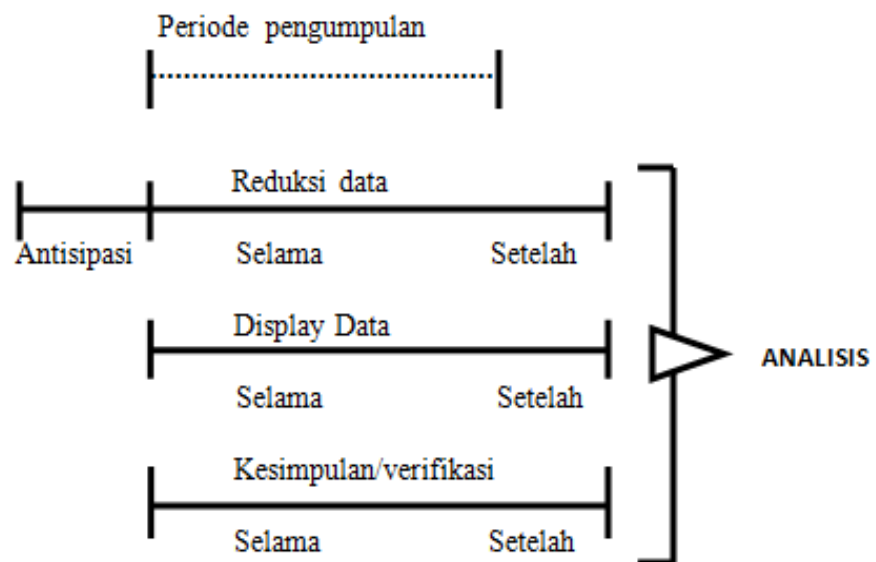 Periode pengumpulan
Reduksi data
Antisipasi Selama Setelah
Display Data
Selama Setelah
ANALISIS
Kesimpulan/verifikasi
Selama Setelah